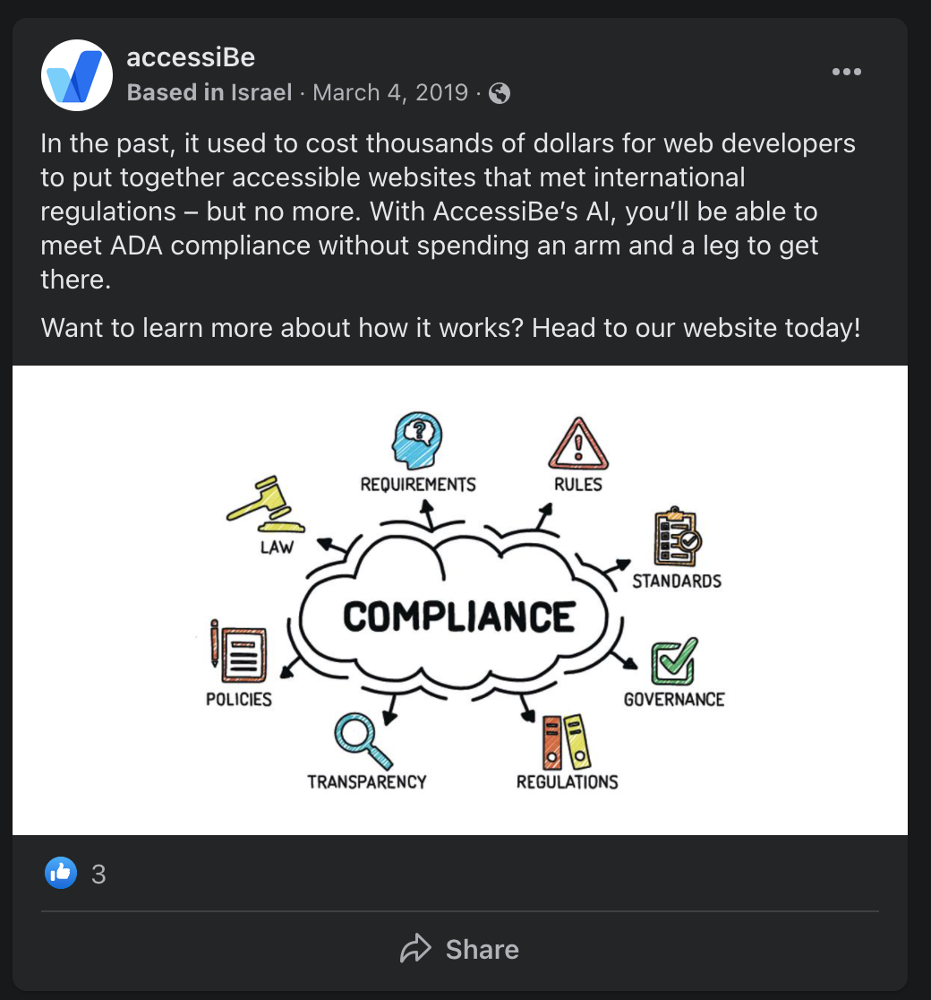 accessiBe
Based in Israel · March 4, 2019 ·
In the past, it used to cost thousands of dollars for web developers
to put together accessible websites that met international
regulations – but no more. With AccessiBe’s AI, you’ll be able to
meet ADA compliance without spending an arm and a leg to get
there.
Want to learn more about how it works? Head to our website today!
REQUIREMENTS
RULES
LAW
STANDARDS
COMPLIANCE
POLICIES
GOVERNANCE
TRANSPARENCY
REGULATIONS
3
Share